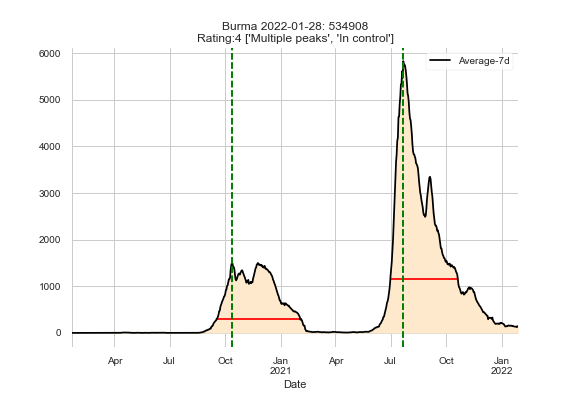 Burma 2022-01-28: 534908
Rating:4 ['Multiple peaks', 'In control']
Average-7d
6000
5000
4000
3000
2000
1000
0
Apr Jul Oct Jan Apr Jul Oct Jan
2021 2022
Date